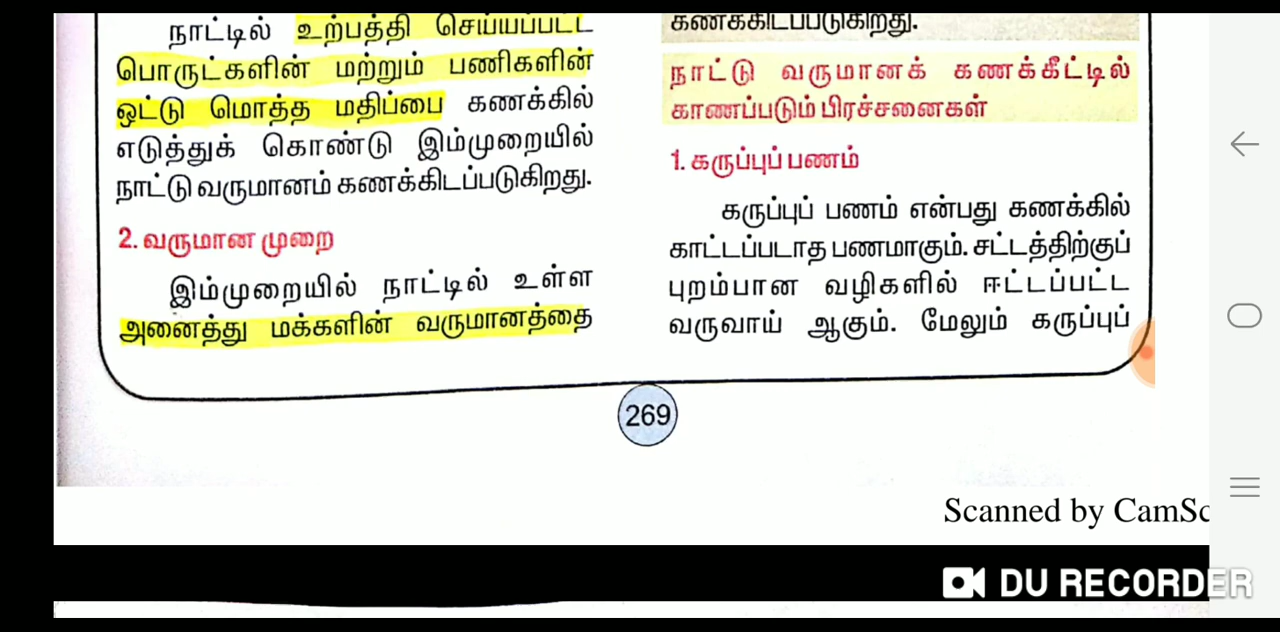 நாட்டில் உற்பத்தி செய்யப்பட்ட
பொருட்களின் மற்றும் பணிகளின்
ஒட்டு மொத்த மதிப்பை கணக்கில்
எடுத்துக் கொண்டு இம்முறையில்
நாட்டு வருமானம் கணக்கிடப்படுகிறது.
2. வருமான முறை
இம்முறையில் நாட்டில் உள்ள
அனைத்து மக்களின் வருமானத்தை
கணக்கிடப்படுகிறது.
நாட்டு வருமானக் கணக்கீட்டில்
காணப்படும் பிரச்சனைகள்
1. கருப்புப் பணம்
கருப்புப் பணம் என்பது கணக்கில்
காட்டப்படாத பணமாகும். சட்டத்திற்குப்
புறம்பான வழிகளில் ஈட்டப்பட்ட
வருவாய் ஆகும். மேலும் கருப்புப்
269
Scanned by CamSc
DU RECORDER